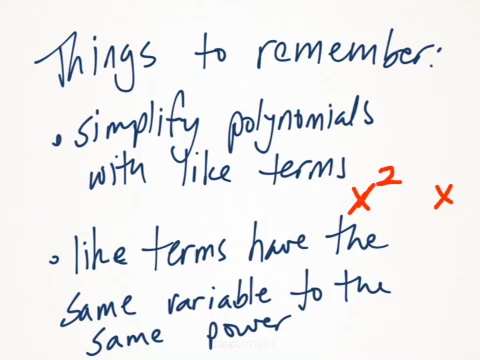 Things to remember:
• simplify polynomials
with like terms
x² x
• like terms have the
same variable to the
same power